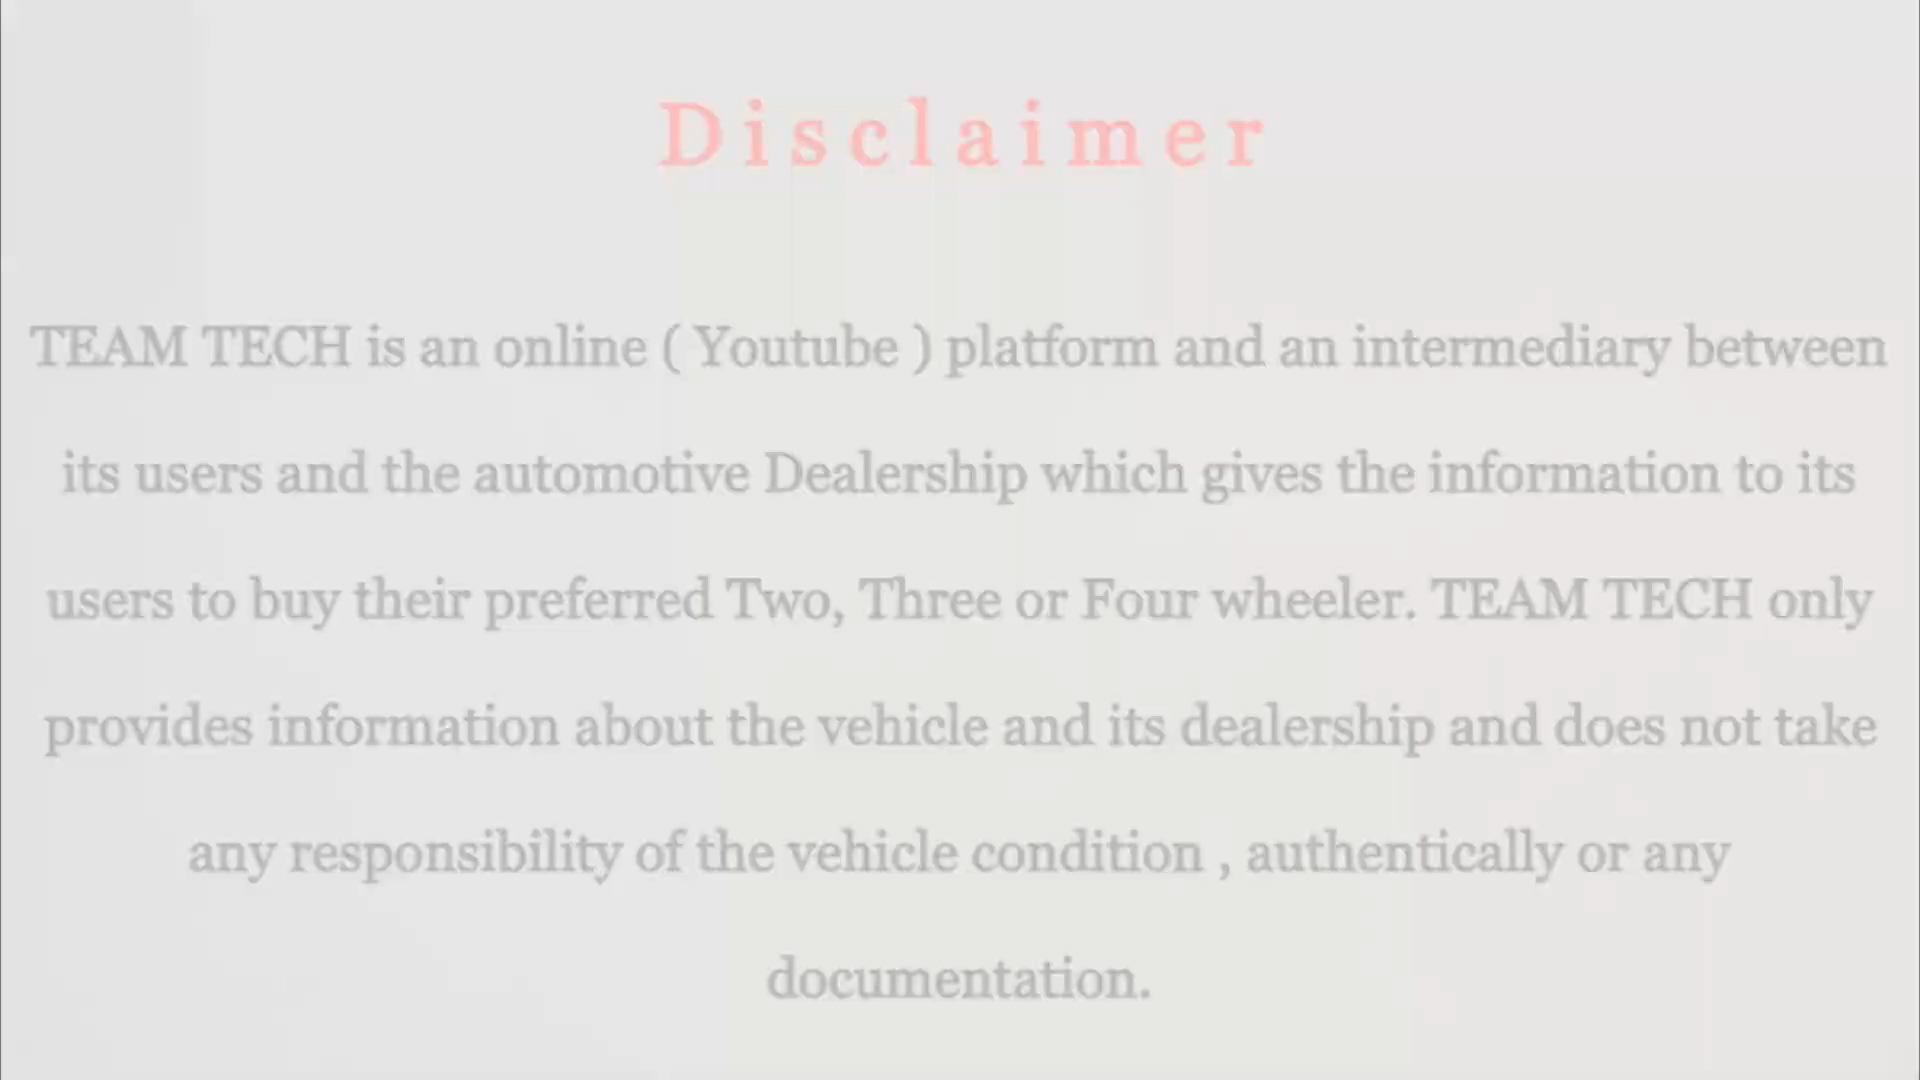 Disclaimer
TEAM TECH is an online ( Youtube ) platform and an intermediary between
its users and the automotive Dealership which gives the information to its
users to buy their preferred Two, Three or Four wheeler. TEAM TECH only
provides information about the vehicle and its dealership and does not take
any responsibility of the vehicle condition , authentically or any
documentation.